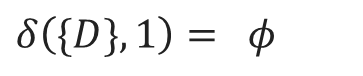 δ({D}, 1) = ϕ